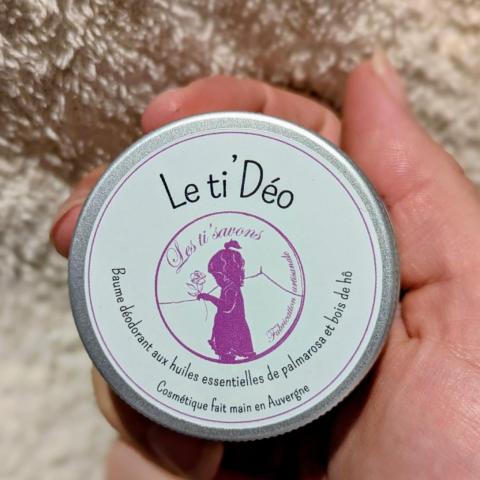 Le ti'Déo
Les ti'savons
Fabrication artisanale
Baume déodorant aux huiles essentielles de palmarosa et bois de hô
Cosmétique fait main en Auvergne